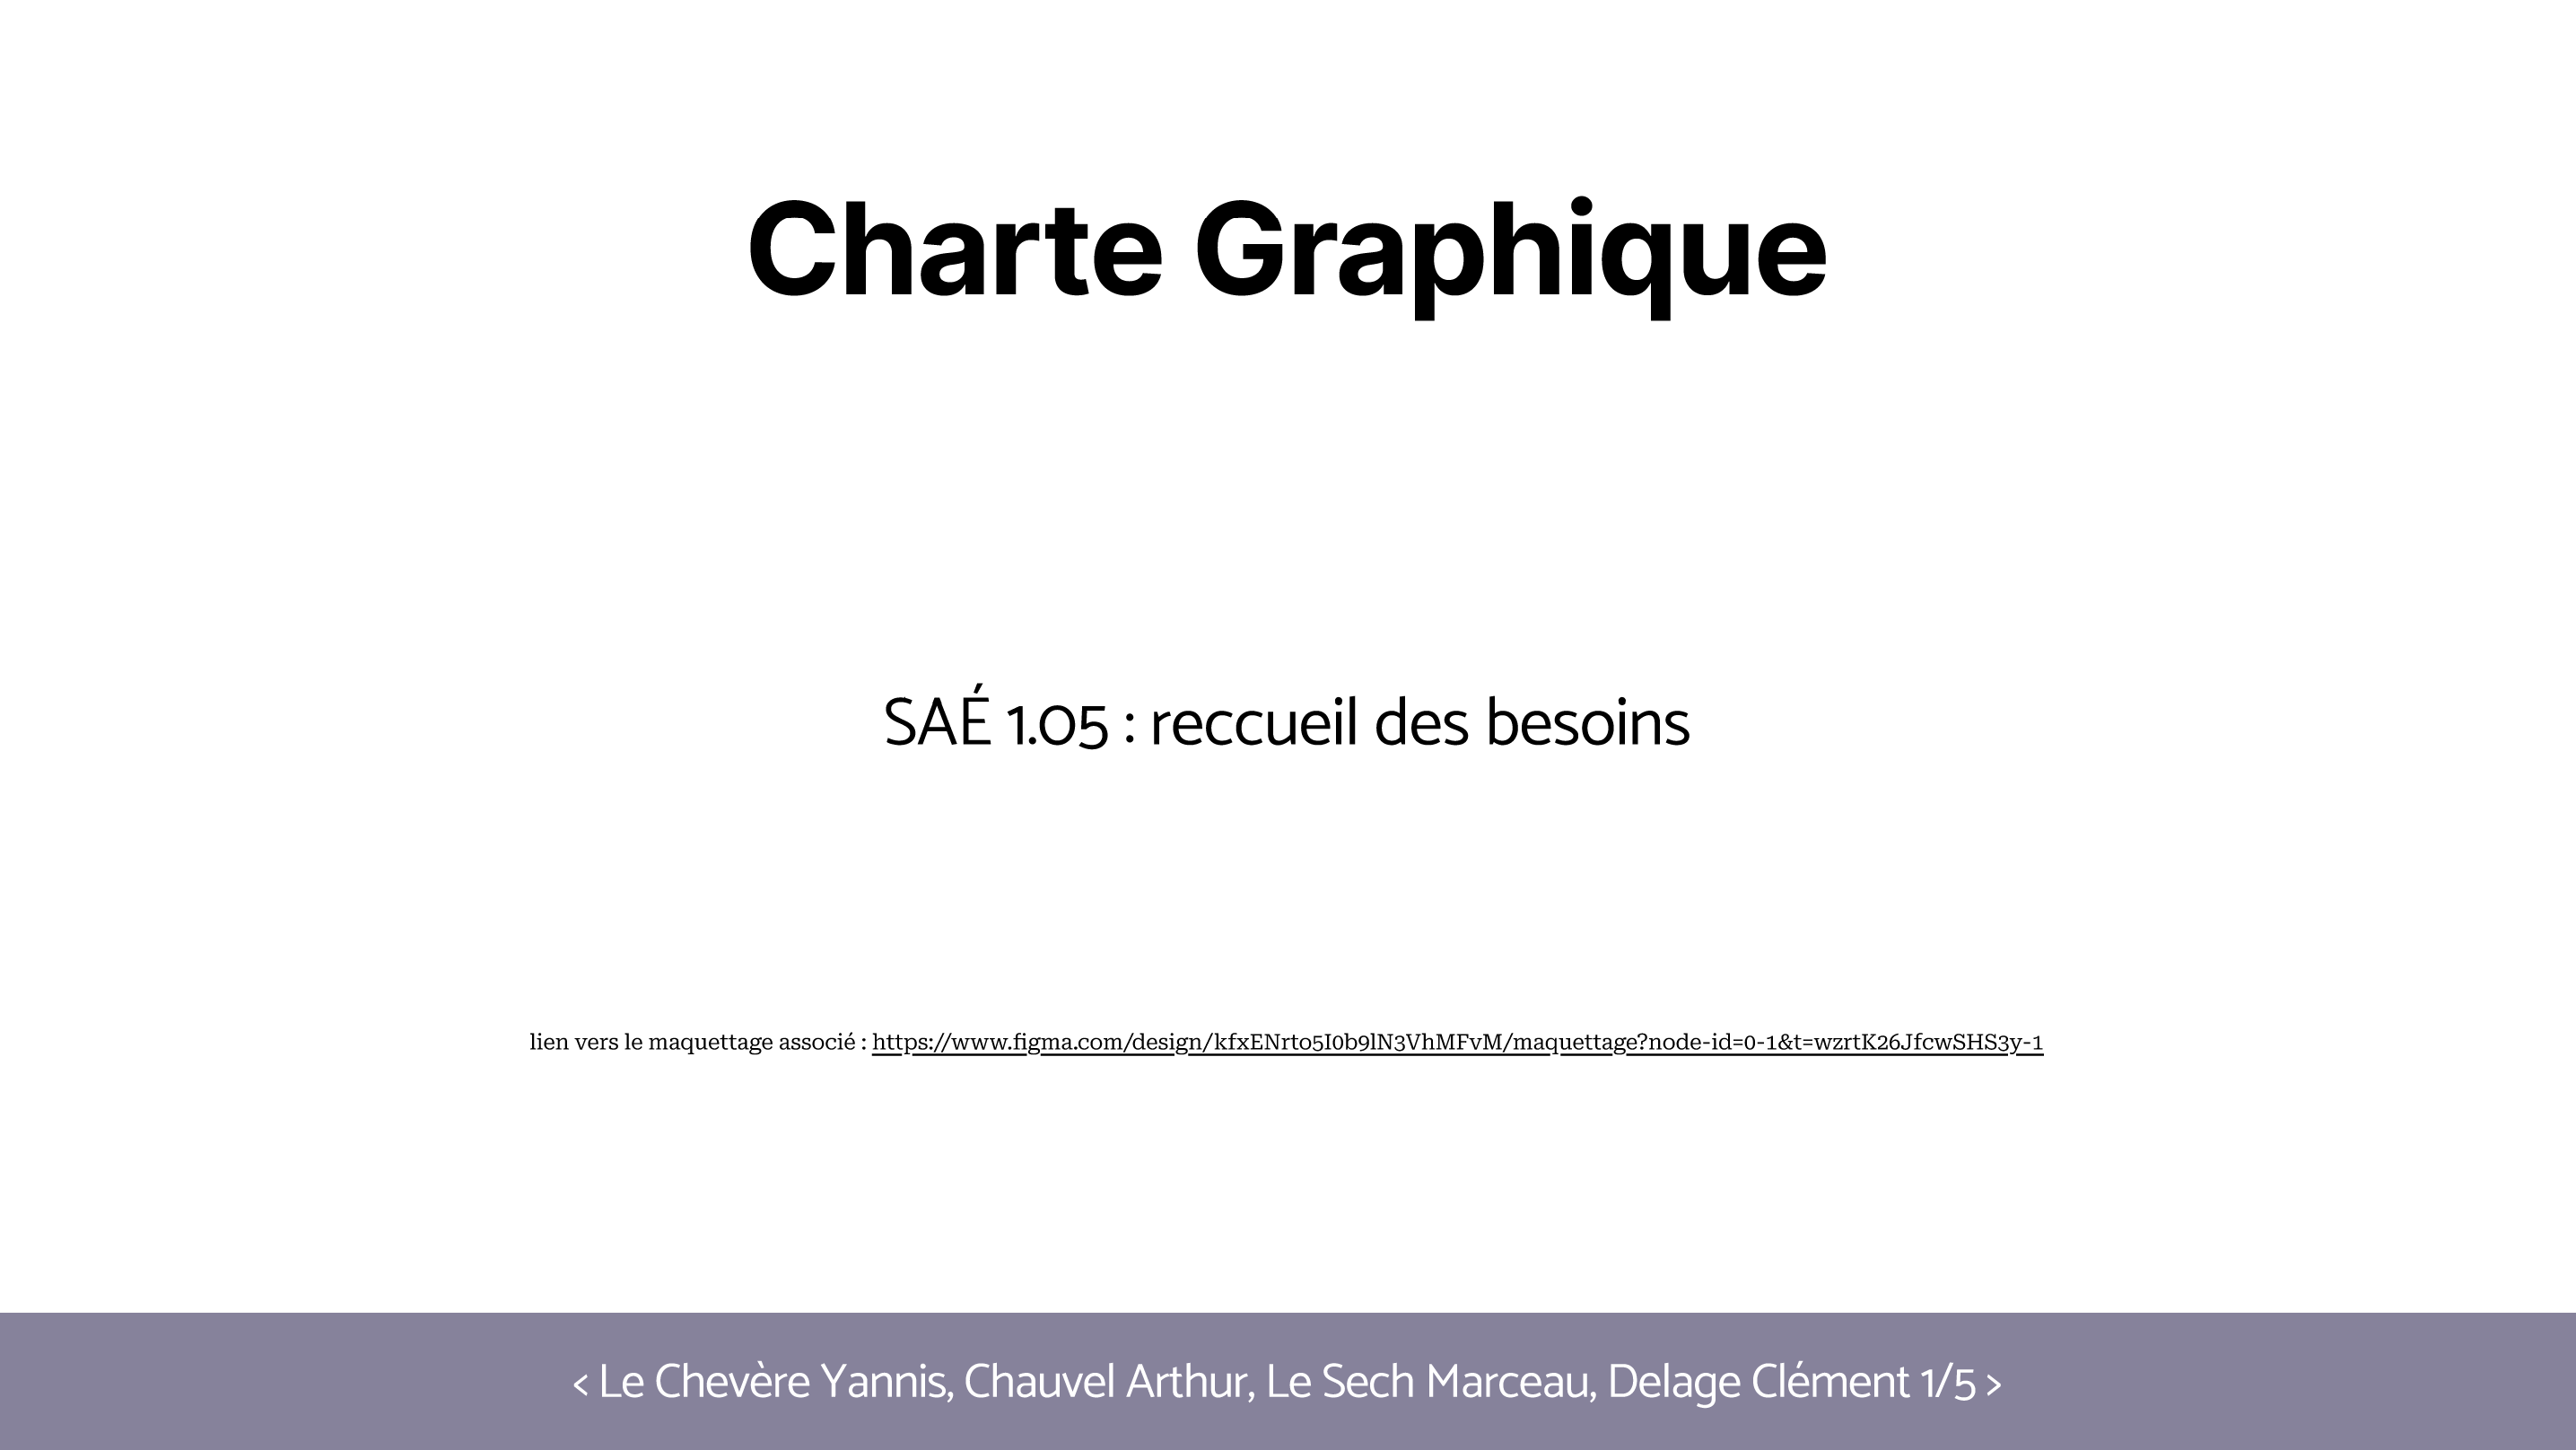 Charte Graphique
SAÉ 1.05 : reccueil des besoins
lien vers le maquettage associé : https://www.figma.com/design/kfxENrto5I0b9lN3VhMFvM/maquettage?node-id=0-1&t=wzrtK26JfcwSHS3y-1
< Le Chevère Yannis, Chauvel Arthur, Le Sech Marceau, Delage Clément 1/5 >